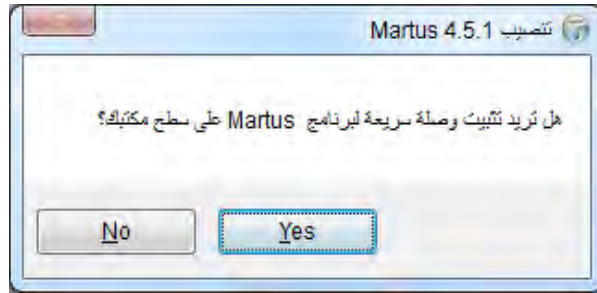 تنصيب Martus 4.5.1
هل تريد تثبيت وصلة سريعة لبرنامج Martus على سطح مكتبك؟
Yes
No